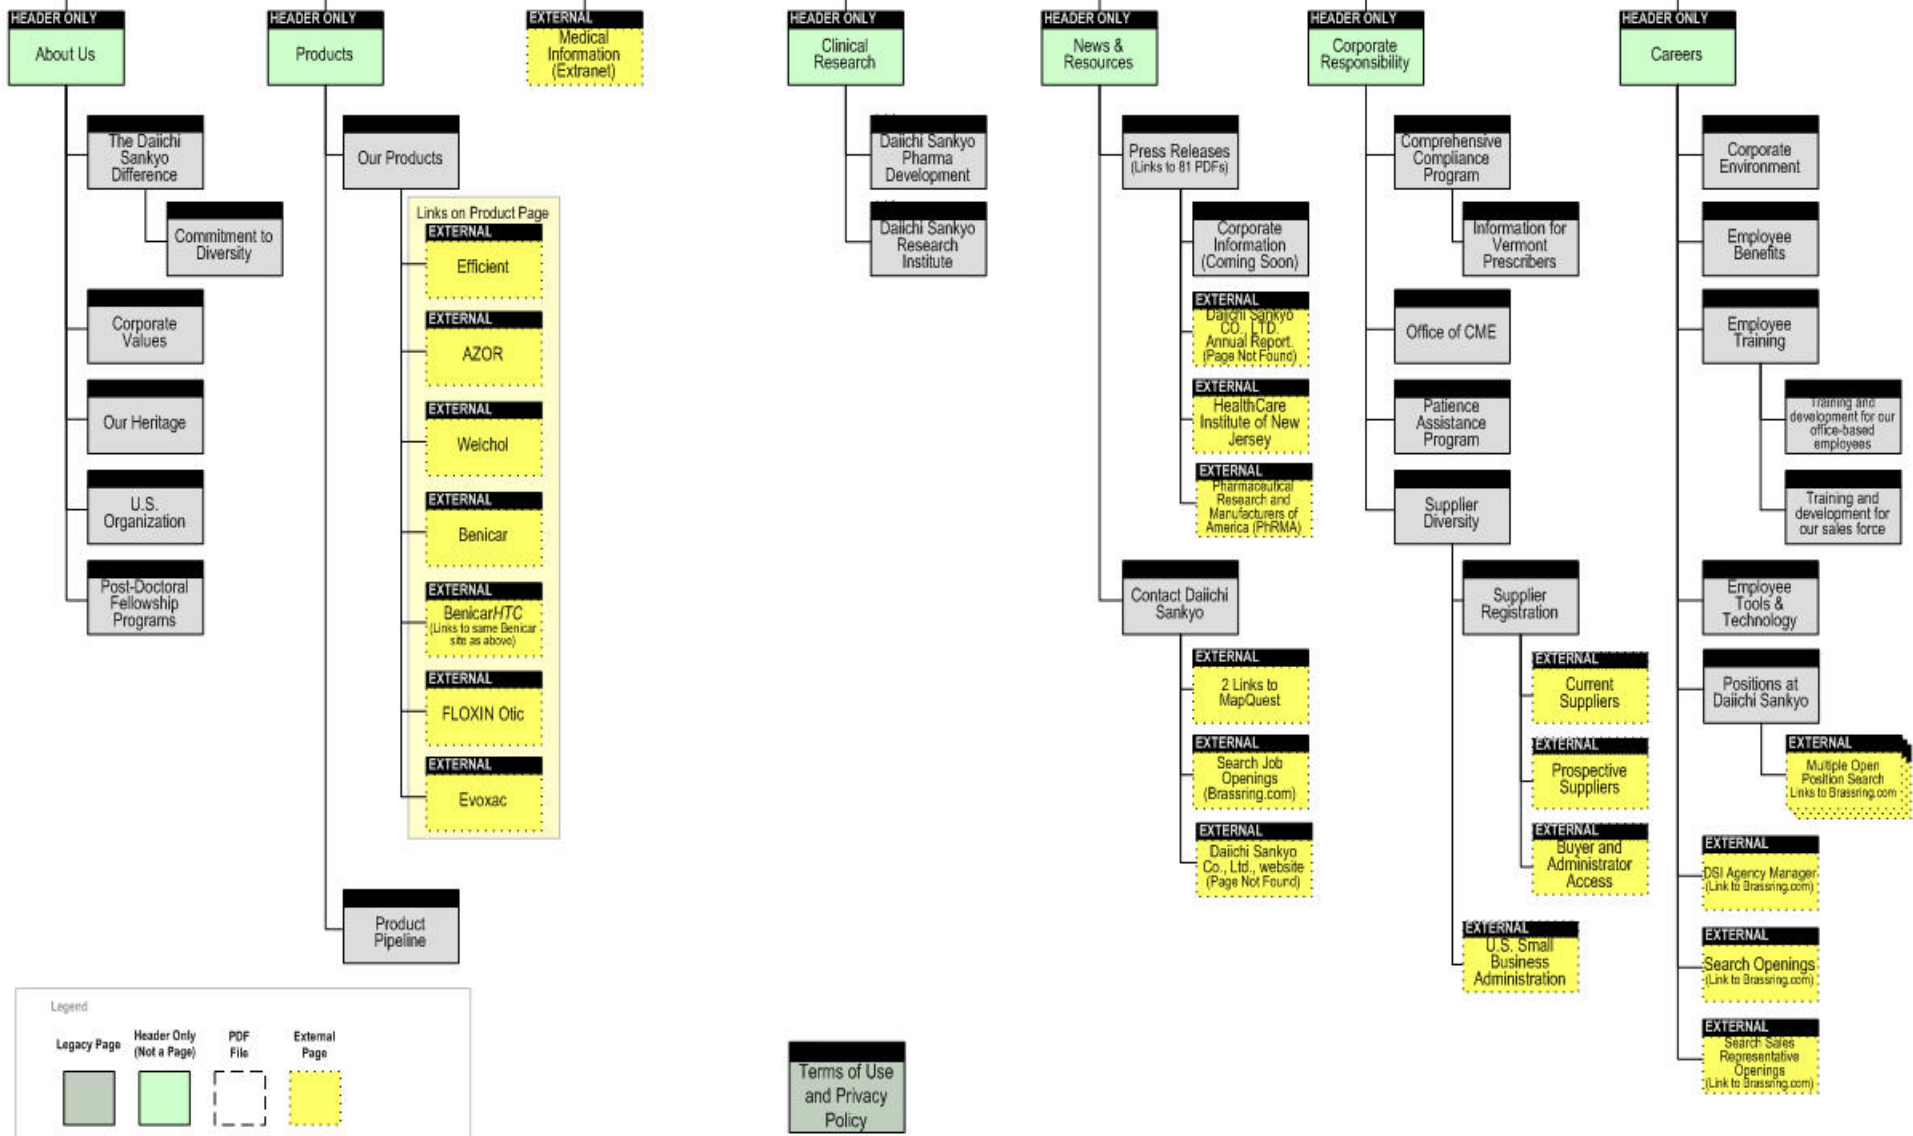 HEADER ONLY
About Us
The Daiichi
Sankyo
Difference
Commitment to
Diversity
Corporate
Values
Our Heritage
U.S.
Organization
Post-Doctoral
Fellowship
Programs
HEADER ONLY
Products
Our Products
Links on Product Page
EXTERNAL
Efficient
EXTERNAL
AZOR
EXTERNAL
Welchol
EXTERNAL
Benicar
EXTERNAL
BenicarHTC
(Links to same Benicar
site as above)
EXTERNAL
FLOXIN Otic
EXTERNAL
Evoxac
Product
Pipeline
EXTERNAL
Medical
Information
(Extranet)
HEADER ONLY
Clinical
Research
Daiichi Sankyo
Pharma
Development
Daiichi Sankyo
Research
Institute
HEADER ONLY
News &
Resources
Press Releases
(Links to 81 PDFs)
Corporate
Information
(Coming Soon)
EXTERNAL
Daiichi Sankyo
CO., LTD.
Annual Report.
(Page Not Found)
EXTERNAL
HealthCare
Institute of New
Jersey
EXTERNAL
Pharmaceutical
Research and
Manufacturers of
America (PhRMA)
Contact Daiichi
Sankyo
EXTERNAL
2 Links to
MapQuest
EXTERNAL
Search Job
Openings
(Brassring.com)
EXTERNAL
Daiichi Sankyo
Co., Ltd., website
(Page Not Found)
HEADER ONLY
Corporate
Responsibility
Comprehensive
Compliance
Program
Information for
Vermont
Prescribers
Office of CME
Patience
Assistance
Program
Supplier
Diversity
Supplier
Registration
EXTERNAL
Current
Suppliers
EXTERNAL
Prospective
Suppliers
EXTERNAL
Buyer and
Administrator
Access
EXTERNAL
U.S. Small
Business
Administration
HEADER ONLY
Careers
Corporate
Environment
Employee
Benefits
Employee
Training
Training and
development for our
office-based
employees
Training and
development for
our sales force
Employee
Tools &
Technology
Positions at
Daiichi Sankyo
EXTERNAL
Multiple Open
Position Search
Links to Brassring.com
EXTERNAL
DSI Agency Manager
(Link to Brassring.com)
EXTERNAL
Search Openings
(Link to Brassring.com)
EXTERNAL
Search Sales
Representative
Openings
(Link to Brassring.com)
Legend
Legacy Page
Header Only
(Not a Page)
PDF
File
External
Page
Terms of Use
and Privacy
Policy